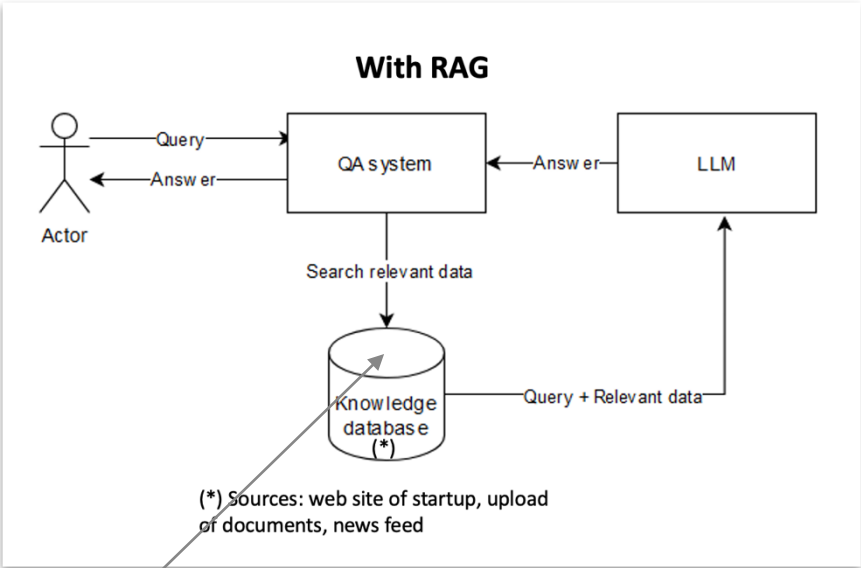 With RAG
Query
QA system
Answer
LLM
Answer
Actor
Search relevant data
Knowledge
database
(*)
Query + Relevant data
(*) Sources: web site of startup, upload
of documents, news feed